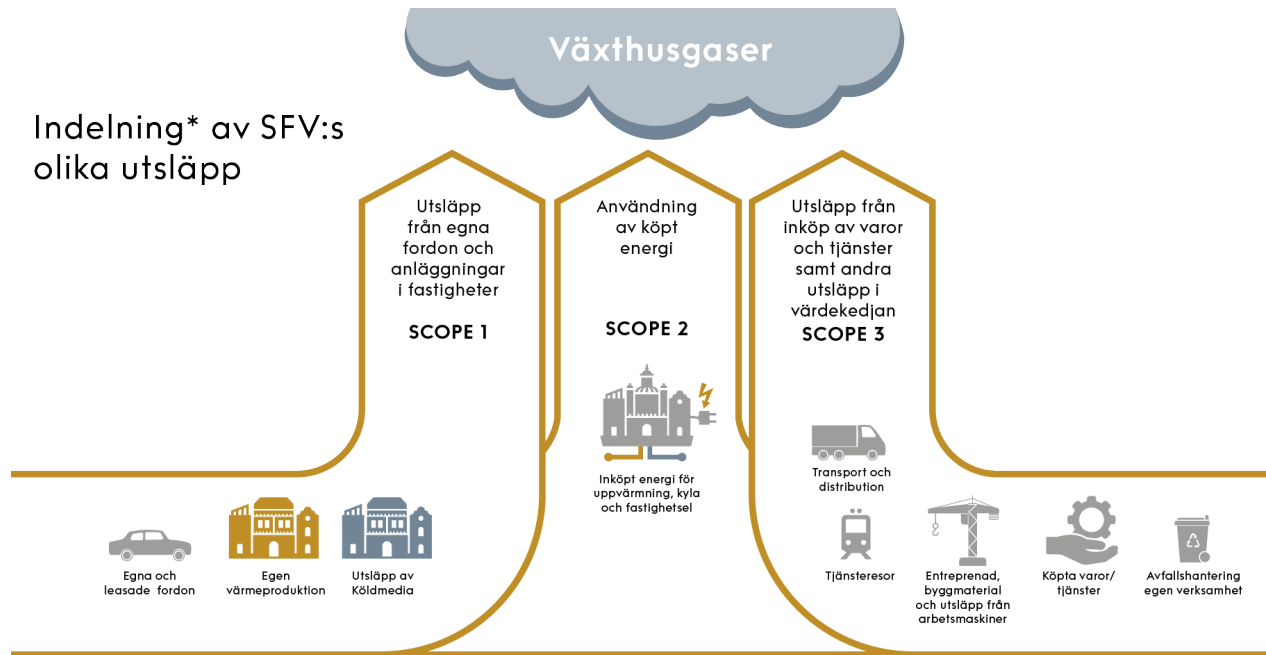 Växthusgaser
Indelning* av SFV:s
olika utsläpp
Utsläpp
från egna
fordon och
anläggningar
i fastigheter
SCOPE 1
Användning
av köpt
energi
SCOPE 2
Utsläpp från
inköp av varor
och tjänster
samt andra
utsläpp i
värdekedjan
SCOPE 3
Egna och
leasade fordon
Egen
värmeproduktion
Utsläpp av
Köldmedia
Inköpt energi för
uppvärmning, kyla
och fastighetsel
Transport och
distribution
Tjänsteresor
Entreprenad,
byggmaterial
och utsläpp från
arbetsmaskiner
Köpta varor/
tjänster
Avfallshantering
egen verksamhet